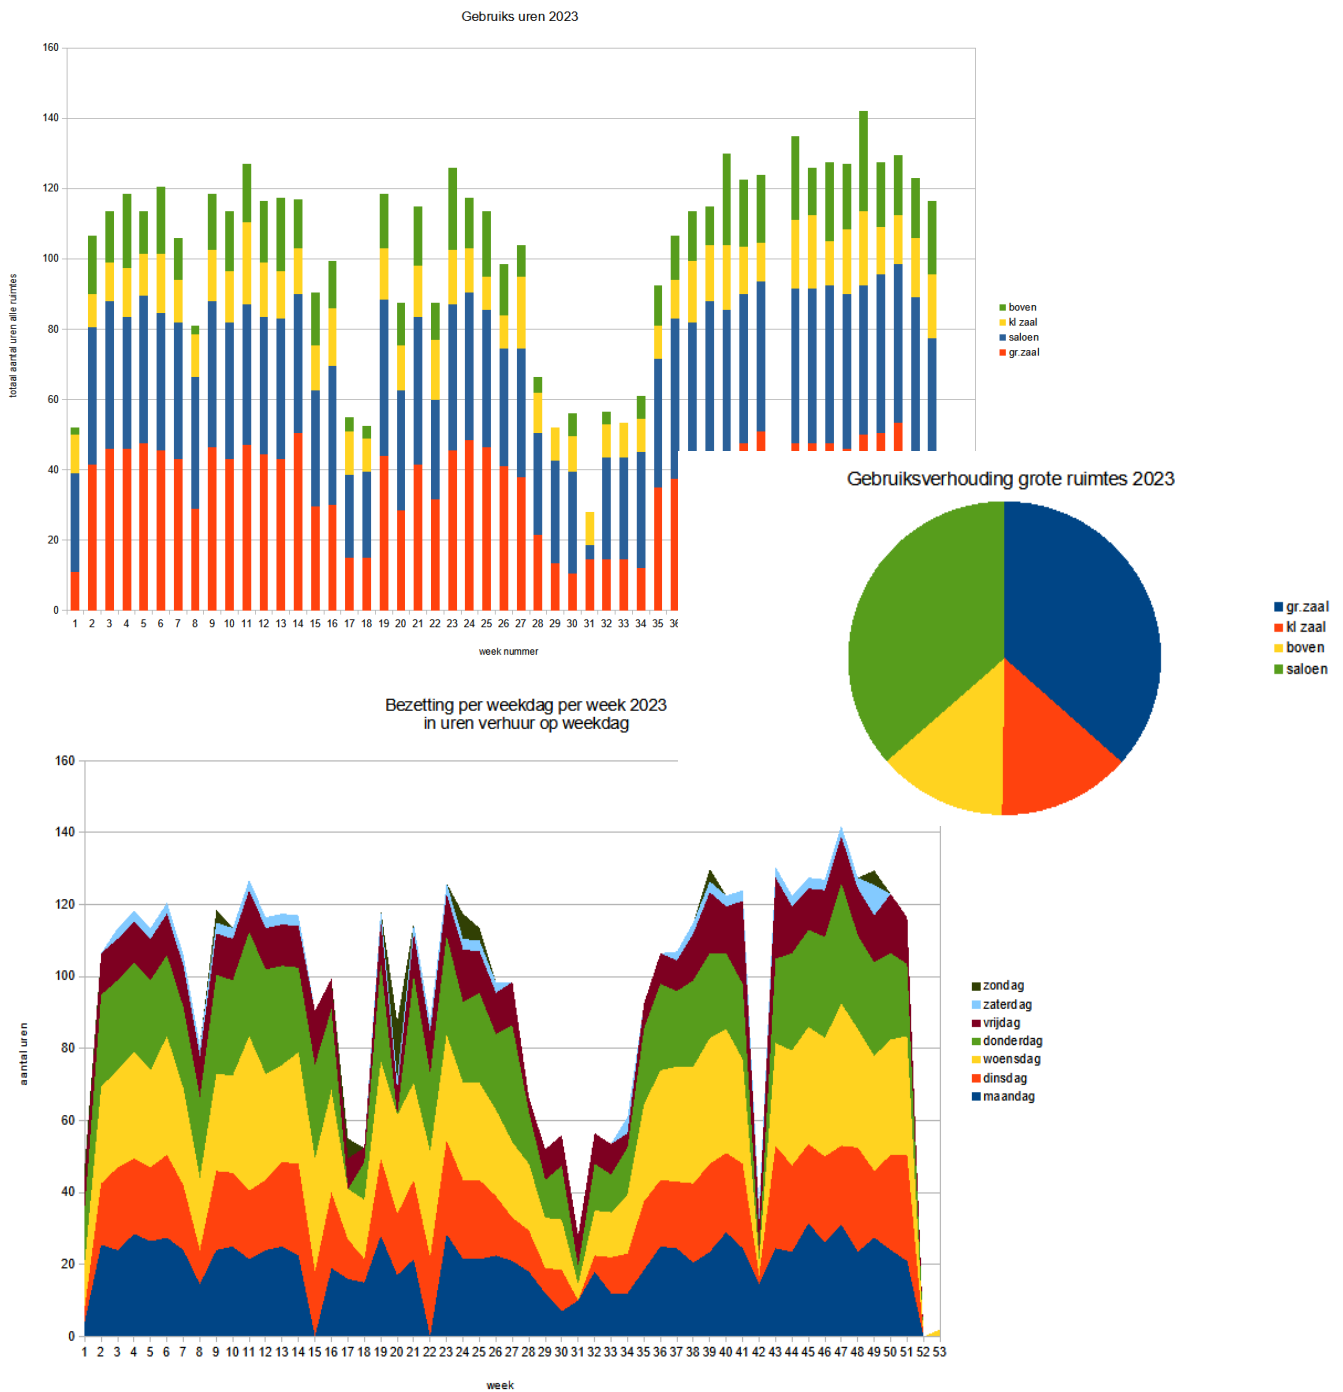 Gebruiks uren 2023
160
140
120
100
80
60
40
20
0
totaal aantal uren alle ruimtes
1 2 3 4 5 6 7 8 9 10 11 12 13 14 15 16 17 18 19 20 21 22 23 24 25 26 27 28 29 30 31 32 33 34 35 36
week nummer
boven
kl zaal
saloen
gr.zaal
Gebruiksverhouding grote ruimtes 2023
gr.zaal
kl zaal
boven
saloen
Bezetting per weekdag per week 2023
in uren verhuur op weekdag
160
140
120
100
80
60
40
20
0
aantal uren
1 2 3 4 5 6 7 8 9 10 11 12 13 14 15 16 17 18 19 20 21 22 23 24 25 26 27 28 29 30 31 32 33 34 35 36 37 38 39 40 41 42 43 44 45 46 47 48 49 50 51 52 53
week
zondag
zaterdag
vrijdag
donderdag
woensdag
dinsdag
maandag